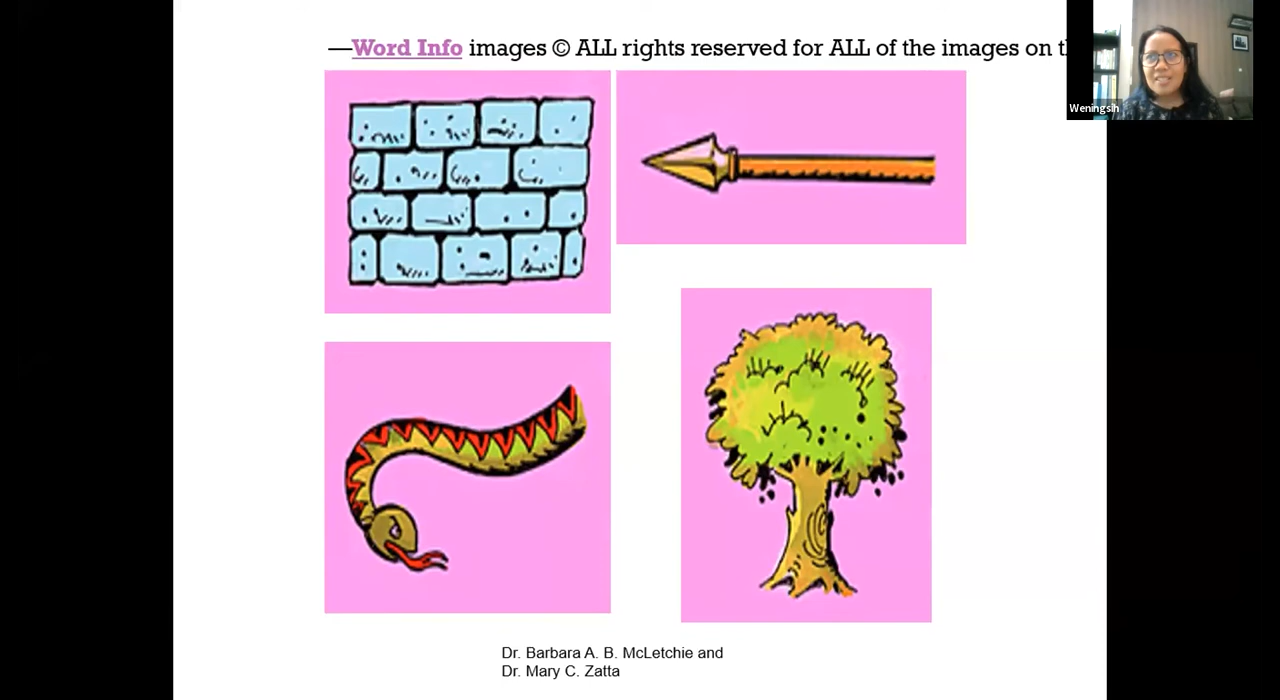 —Word Info images © ALL rights reserved for ALL of the images on
Weningsih
Dr. Barbara A. B. McLetchie and
Dr. Mary C. Zatta